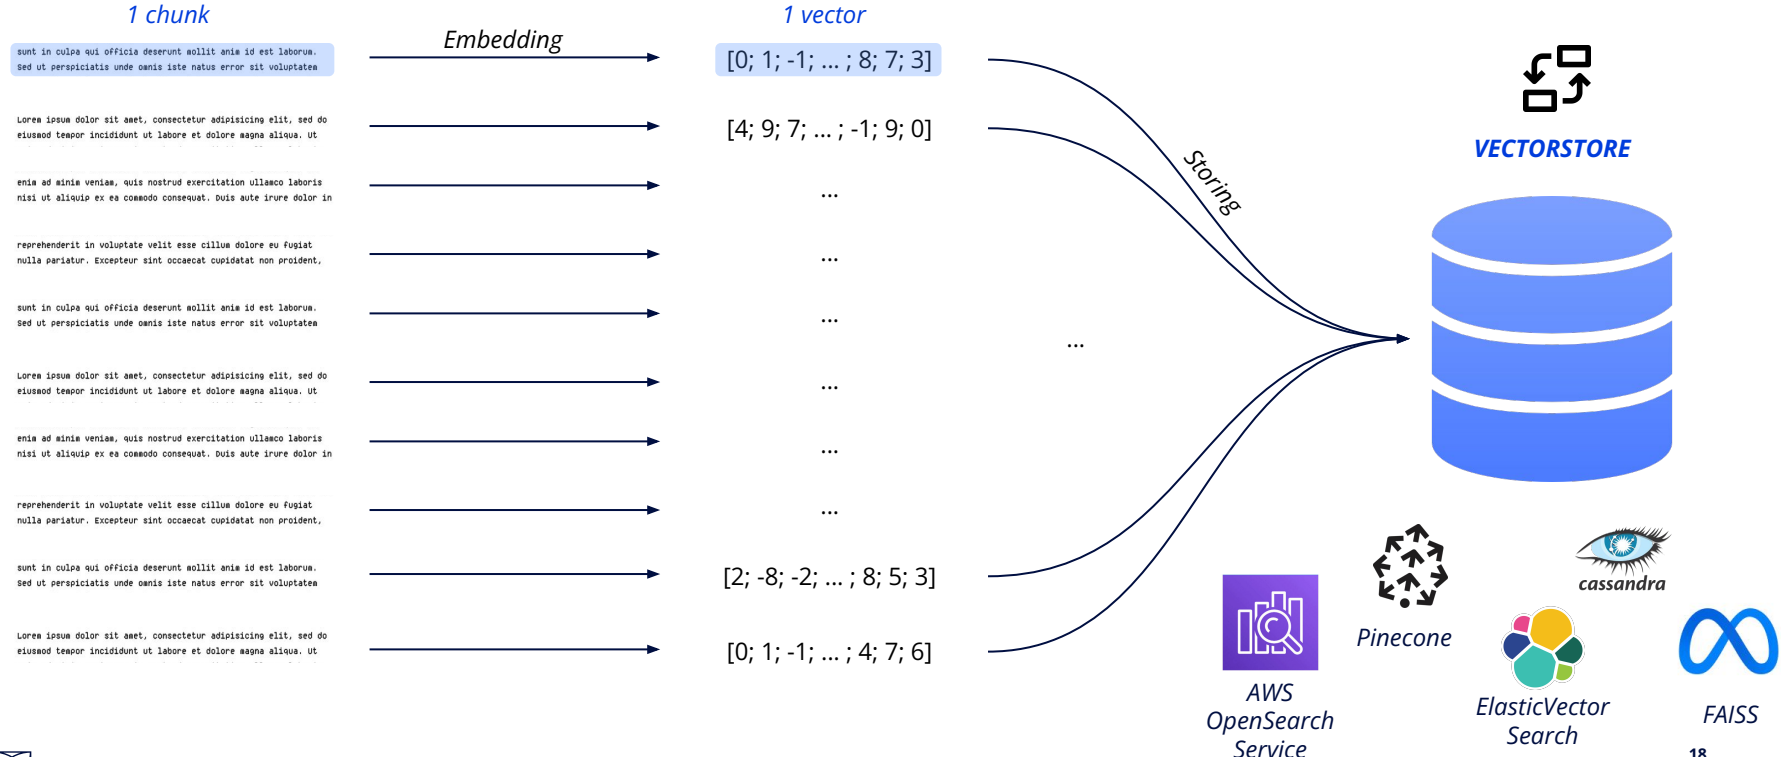 1 chunk
1 vector
Embedding
sunt in culpa qui officia deserunt mollit anim id est laborum.
Sed ut perspiciatis unde omnis iste natus error sit voluptatem
[0; 1; -1; ... ; 8; 7; 3]
Lorem ipsum dolor sit amet, consectetur adipisicing elit, sed do
eiusmod tempor incididunt ut labore et dolore magna aliqua. Ut
[4; 9; 7; ... ; -1; 9; 0]
Storing
VECTORSTORE
enim ad minim veniam, quis nostrud exercitation ullamco laboris
nisi ut aliquip ex ea commodo consequat. Duis aute irure dolor in
...
reprehenderit in voluptate velit esse cillum dolore eu fugiat
nulla pariatur. Excepteur sint occaecat cupidatat non proident,
...
sunt in culpa qui officia deserunt mollit anim id est laborum.
Sed ut perspiciatis unde omnis iste natus error sit voluptatem
...
...
Lorem ipsum dolor sit amet, consectetur adipisicing elit, sed do
eiusmod tempor incididunt ut labore et dolore magna aliqua. Ut
...
enim ad minim veniam, quis nostrud exercitation ullamco laboris
nisi ut aliquip ex ea commodo consequat. Duis aute irure dolor in
...
reprehenderit in voluptate velit esse cillum dolore eu fugiat
nulla pariatur. Excepteur sint occaecat cupidatat non proident,
...
sunt in culpa qui officia deserunt mollit anim id est laborum.
Sed ut perspiciatis unde omnis iste natus error sit voluptatem
[2; -8; -2; ... ; 8; 5; 3]
Lorem ipsum dolor sit amet, consectetur adipisicing elit, sed do
eiusmod tempor incididunt ut labore et dolore magna aliqua. Ut
[0; 1; -1; ... ; 4; 7; 6]
cassandra
Pinecone
AWS
OpenSearch
Service
ElasticVector
Search
FAISS
18